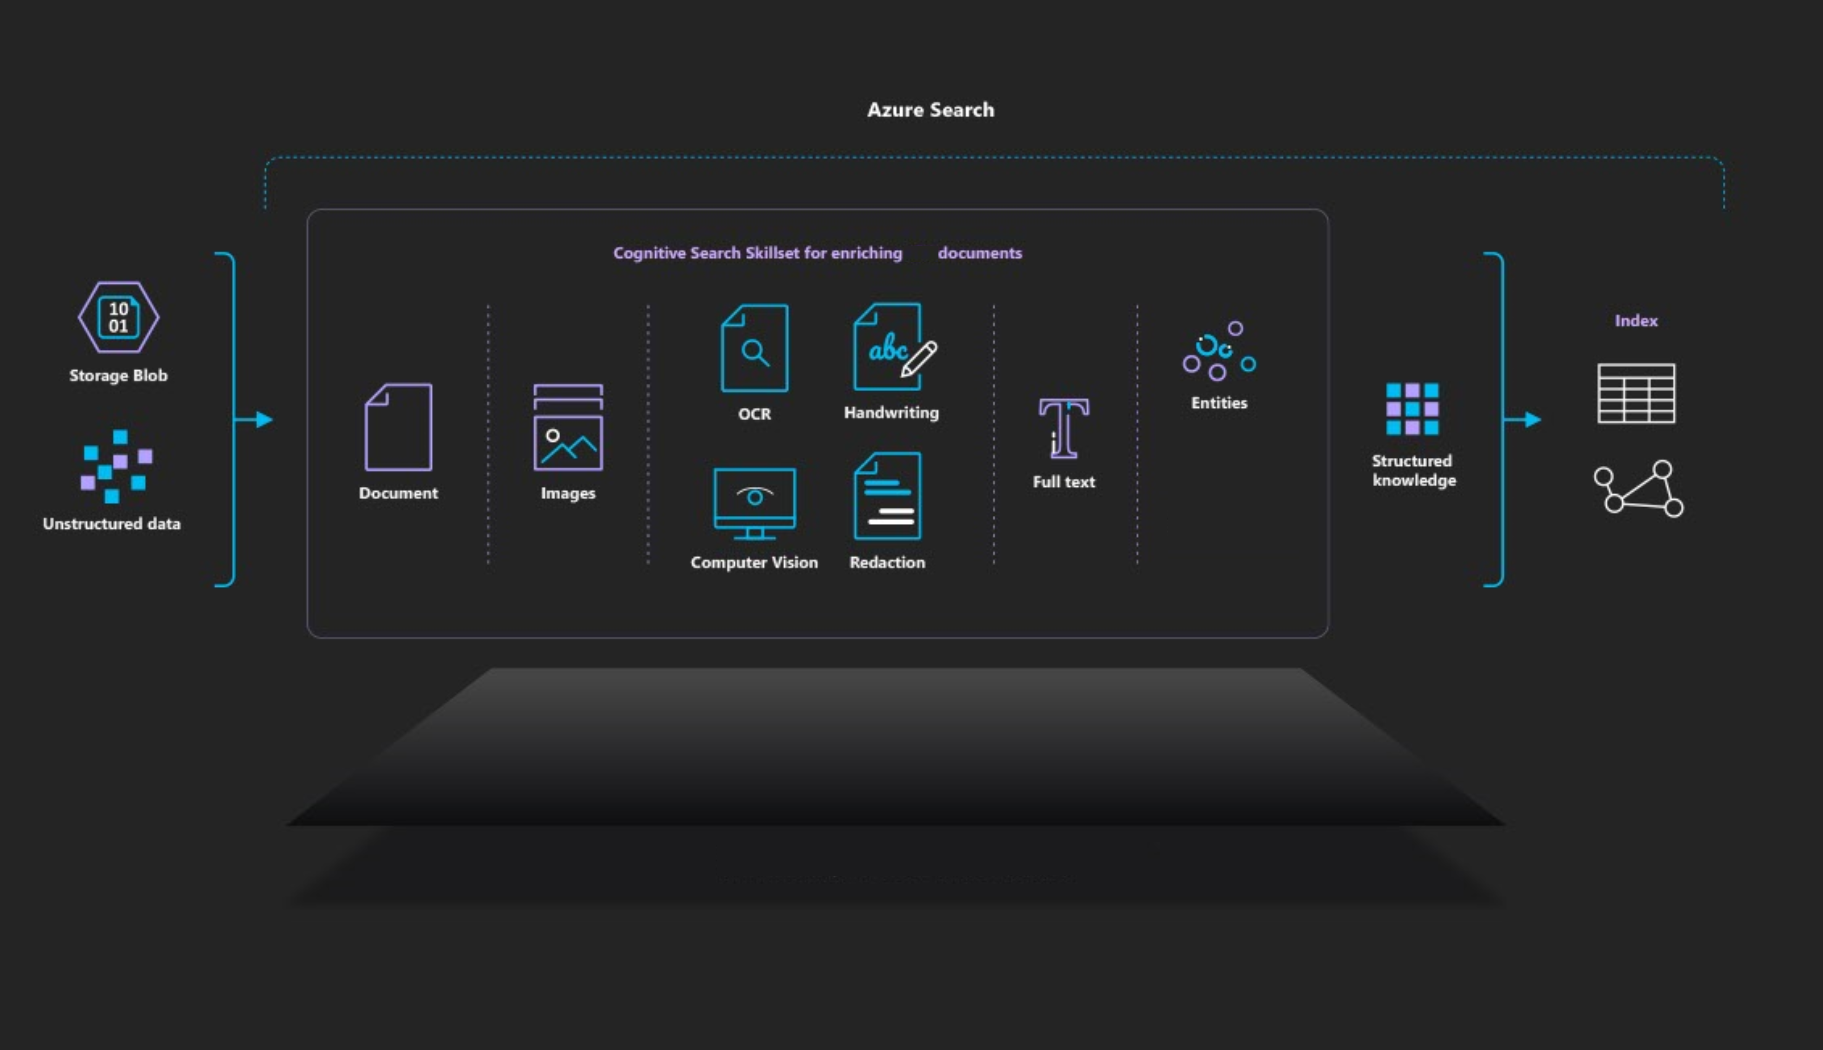 Azure Search
Cognitive Search Skillset for enriching documents
10
01
Storage Blob
Unstructured data
Document
Images
OCR
abc
Handwriting
Computer Vision
Redaction
Full text
Entities
Structured
knowledge
Index